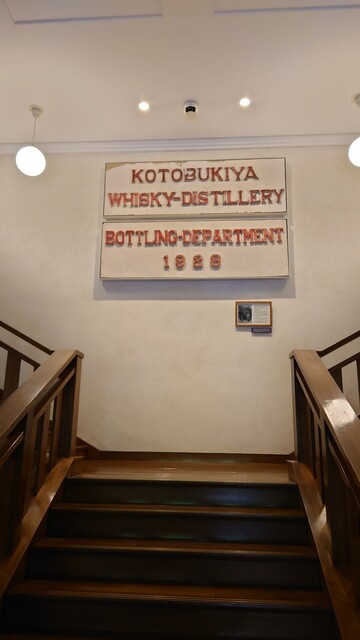 KOTOBUKIYA
WHISKY-DISTILLERY
BOTTLING-DEPARTMENT
1929